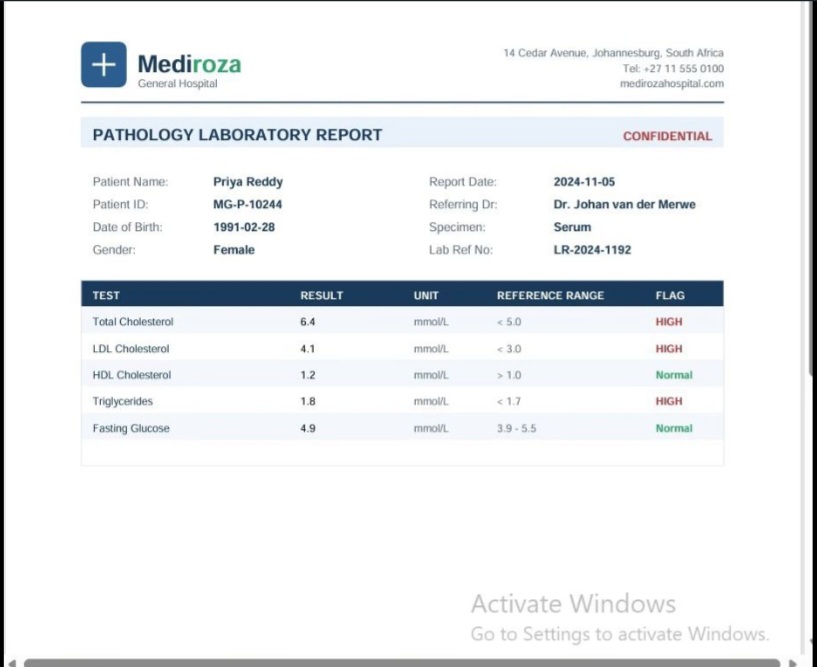 Mediroza
General Hospital
14 Cedar Avenue, Johannesburg, South Africa
Tel: +27 11 555 0100
medirozahospital.com
PATHOLOGY LABORATORY REPORT CONFIDENTIAL
Patient Name: Priya Reddy Report Date: 2024-11-05
Patient ID: MG-P-10244 Referring Dr: Dr. Johan van der Merwe
Date of Birth: 1991-02-28 Specimen: Serum
Gender: Female Lab Ref No: LR-2024-1192
TEST RESULT UNIT REFERENCE RANGE FLAG
Total Cholesterol 6.4 mmol/L < 5.0 HIGH
LDL Cholesterol 4.1 mmol/L < 3.0 HIGH
HDL Cholesterol 1.2 mmol/L > 1.0 Normal
Triglycerides 1.8 mmol/L < 1.7 HIGH
Fasting Glucose 4.9 mmol/L 3.9 - 5.5 Normal
Activate Windows
Go to Settings to activate Windows.